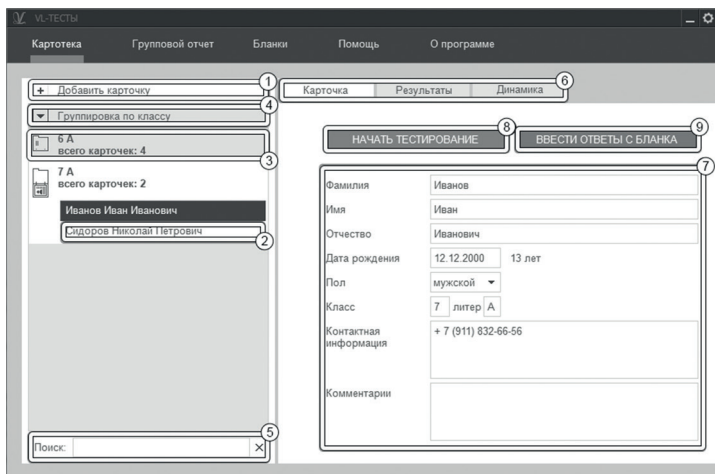 VL-ТЕСТЫ
Картотека Групповой отчет Бланки Помощь О программе
1
+ Добавить карточку
4
Группировка по классу
6 А
всего карточек: 4
3
7 А
всего карточек: 2
Иванов Иван Иванович
Сидоров Николай Петрович
2
5
Поиск:
6
Карточка Результаты Динамика
8
НАЧАТЬ ТЕСТИРОВАНИЕ
9
ВВЕСТИ ОТВЕТЫ С БЛАНКА
7
Фамилия Иванов
Имя Иван
Отчество Иванович
Дата рождения 12.12.2000 13 лет
Пол мужской
Класс 7 литер А
Контактная + 7 (911) 832-66-56
информация
Комментарии